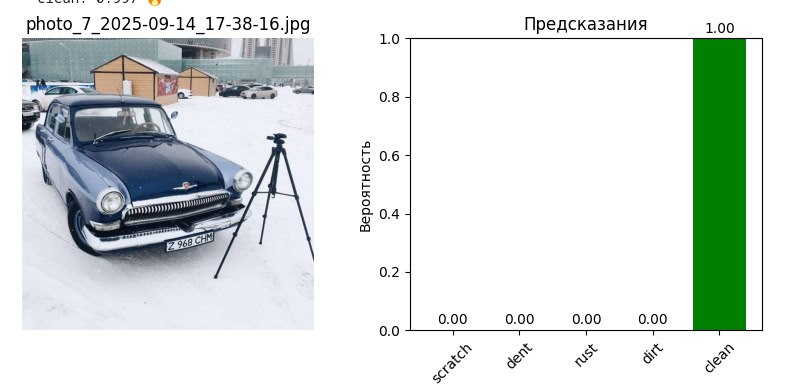 clean: 0.997 🔥
photo_7_2025-09-14_17-38-16.jpg
Z 968 CHM
Предсказания
1.00
Вероятность
1.0
0.8
0.6
0.4
0.2
0.0
0.00 0.00 0.00 0.00
scratch dent rust dirt clean